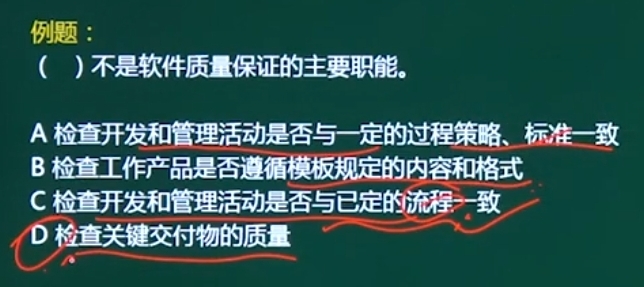 例题：
（ ）不是软件质量保证的主要职能。
A 检查开发和管理活动是否与一定的过程策略、标准一致
B 检查工作产品是否遵循模板规定的内容和格式
C 检查开发和管理活动是否与已定的流程一致
D 检查关键交付物的质量